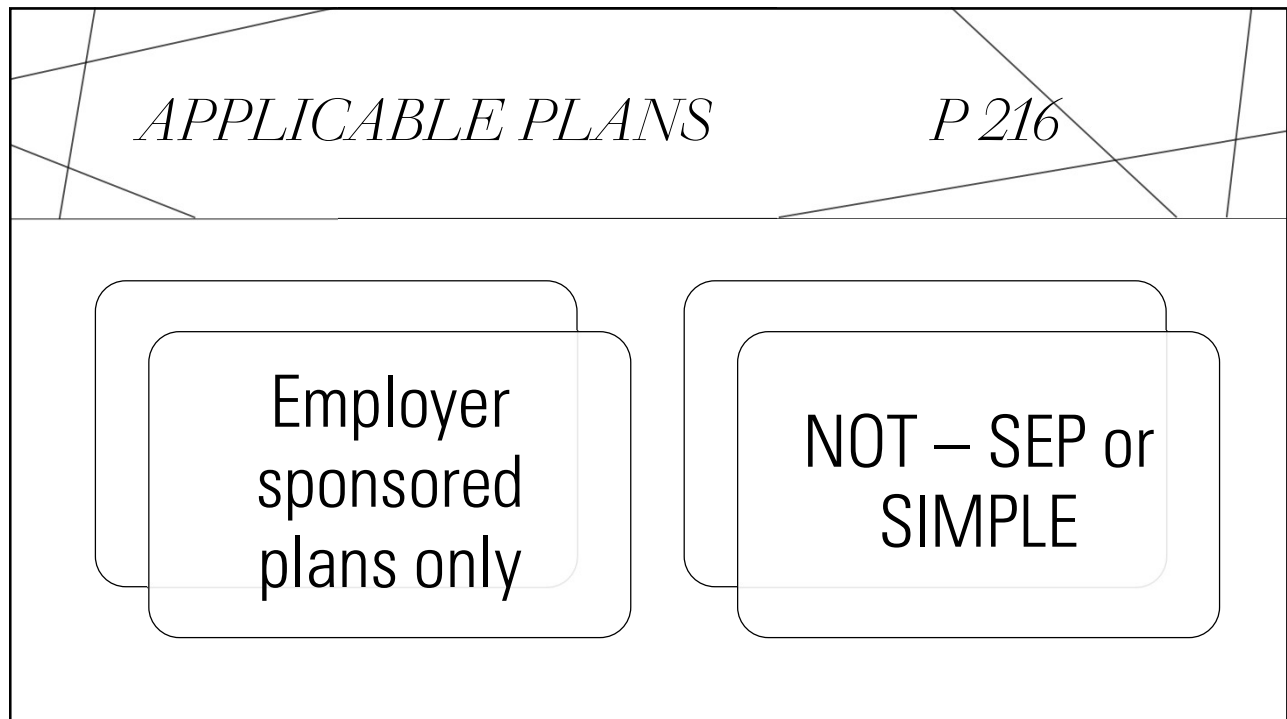 APPLICABLE PLANS P 216
Employer
sponsored
plans only
NOT – SEP or
SIMPLE